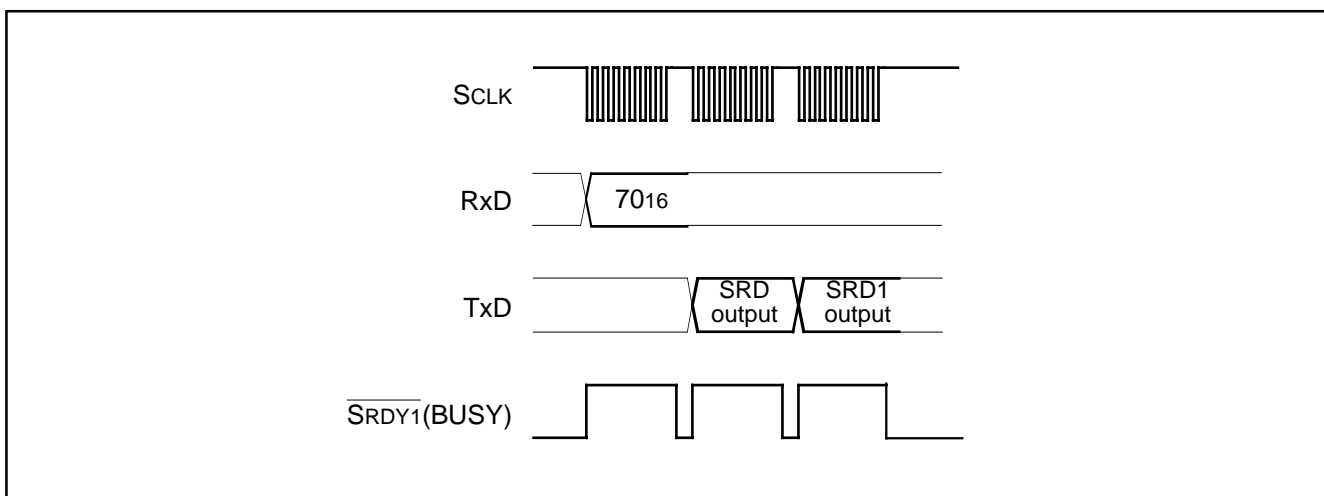 SCLK
RxD
7016
TxD
SRD
output
SRD1
output
SRDY1(BUSY)